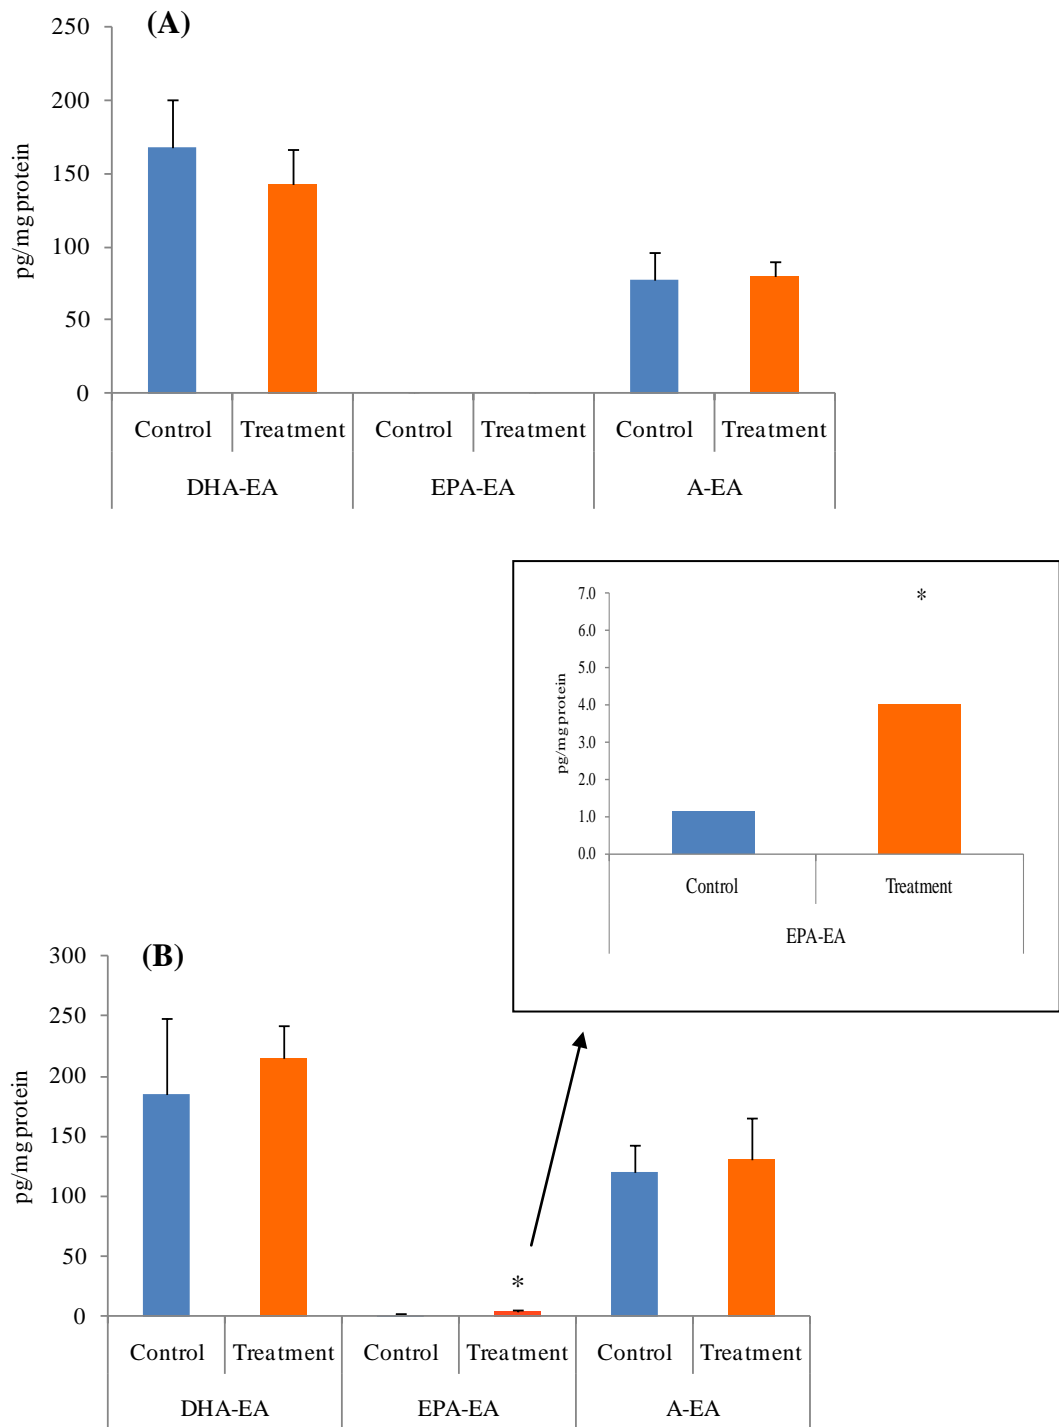 (A)
250
200
150
100
50
0
pg/mg protein
Control Treatment Control Treatment Control Treatment
DHA-EA EPA-EA A-EA
7.0
6.0
5.0
4.0
3.0
2.0
1.0
0.0
pg/mg protein
*
Control Treatment
EPA-EA
(B)
300
250
200
150
100
50
0
pg/mg protein
*
Control Treatment Control Treatment Control Treatment
DHA-EA EPA-EA A-EA